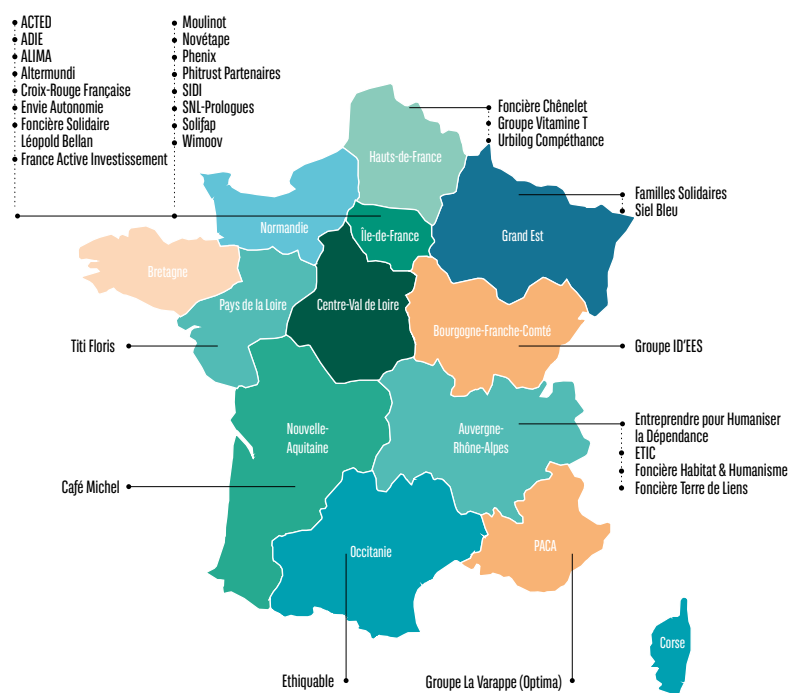 ACTED
ADIE
ALIMA
Altermundi
Croix-Rouge Française
Envie Autonomie
Foncière Solidaire
Léopold Bellan
France Active Investissement
Moulinot
Novétape
Phenix
Phitrust Partenaires
SIDI
SNL-Prologues
Solifap
Wimoov
Foncière Chênelet
Groupe Vitamine T
Urbilog Compéthance
Hauts-de-France
Familles Solidaires
Siel Bleu
Normandie
Île-de-France
Grand Est
Bretagne
Pays de la Loire
Centre-Val de Loire
Bourgogne-Franche-Comté
Titi Floris
Groupe ID'EES
Nouvelle-
Aquitaine
Auvergne-
Rhône-Alpes
Entreprendre pour Humaniser
la Dépendance
ETIC
Foncière Habitat & Humanisme
Foncière Terre de Liens
Café Michel
Occitanie
PACA
Corse
Ethiquable
Groupe La Varappe (Optima)